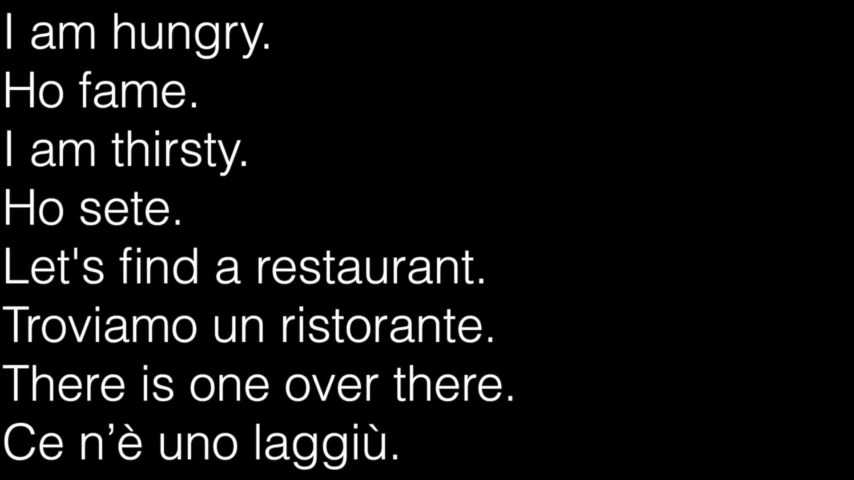 I am hungry.
Ho fame.
I am thirsty.
Ho sete.
Let's find a restaurant.
Troviamo un ristorante.
There is one over there.
Ce n’è uno laggiù.